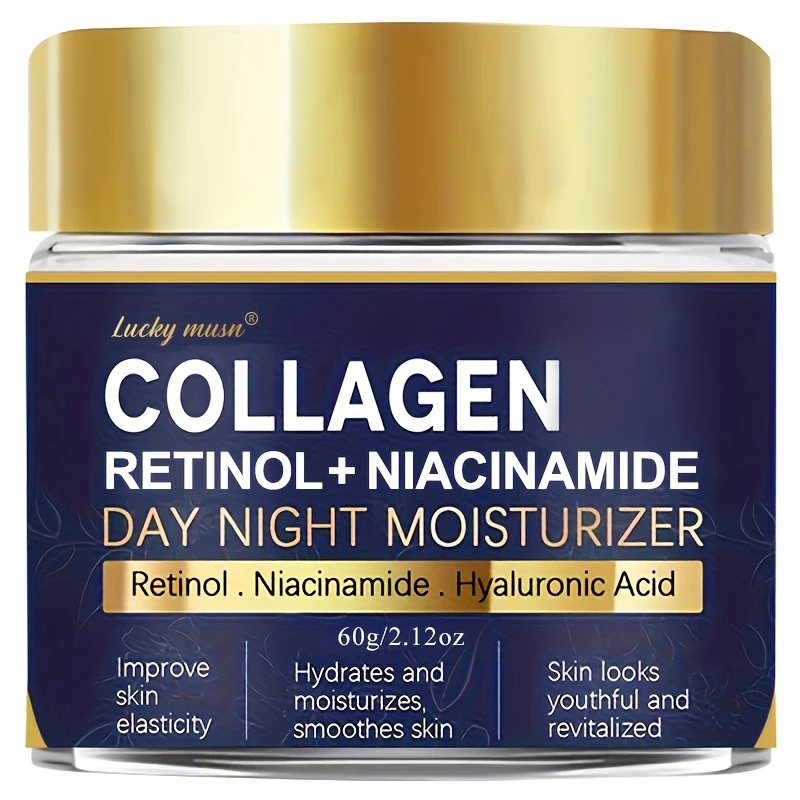 Lucky musn®
COLLAGEN
RETINOL + NIACINAMIDE
DAY NIGHT MOISTURIZER
Retinol . Niacinamide . Hyaluronic Acid
60g/2.12oz
Improve
skin
elasticity
Hydrates and
moisturizes,
smoothes skin
Skin looks
youthful and
revitalized